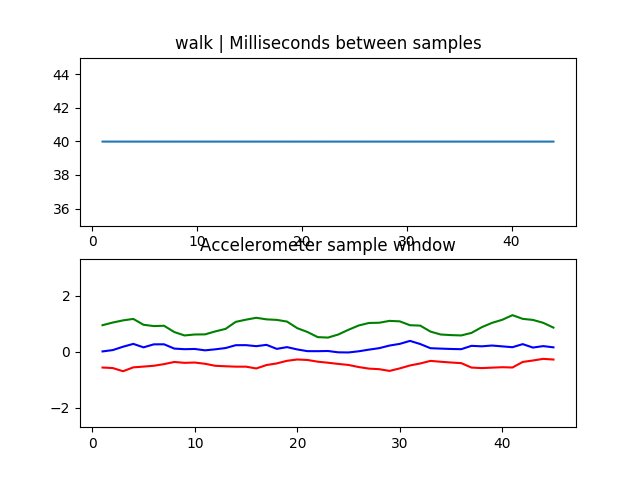 walk | Milliseconds between samples
44
42
40
38
36
0 10 20 30 40
Accelerometer sample window
2
0
−2
0 10 20 30 40